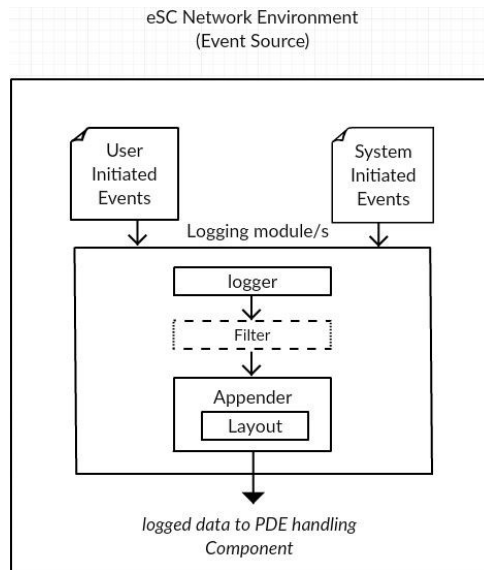 eSC Network Environment
(Event Source)
User
Initiated
Events
System
Initiated
Events
Logging module/s
logger
Filter
Appender
Layout
logged data to PDE handling
Component